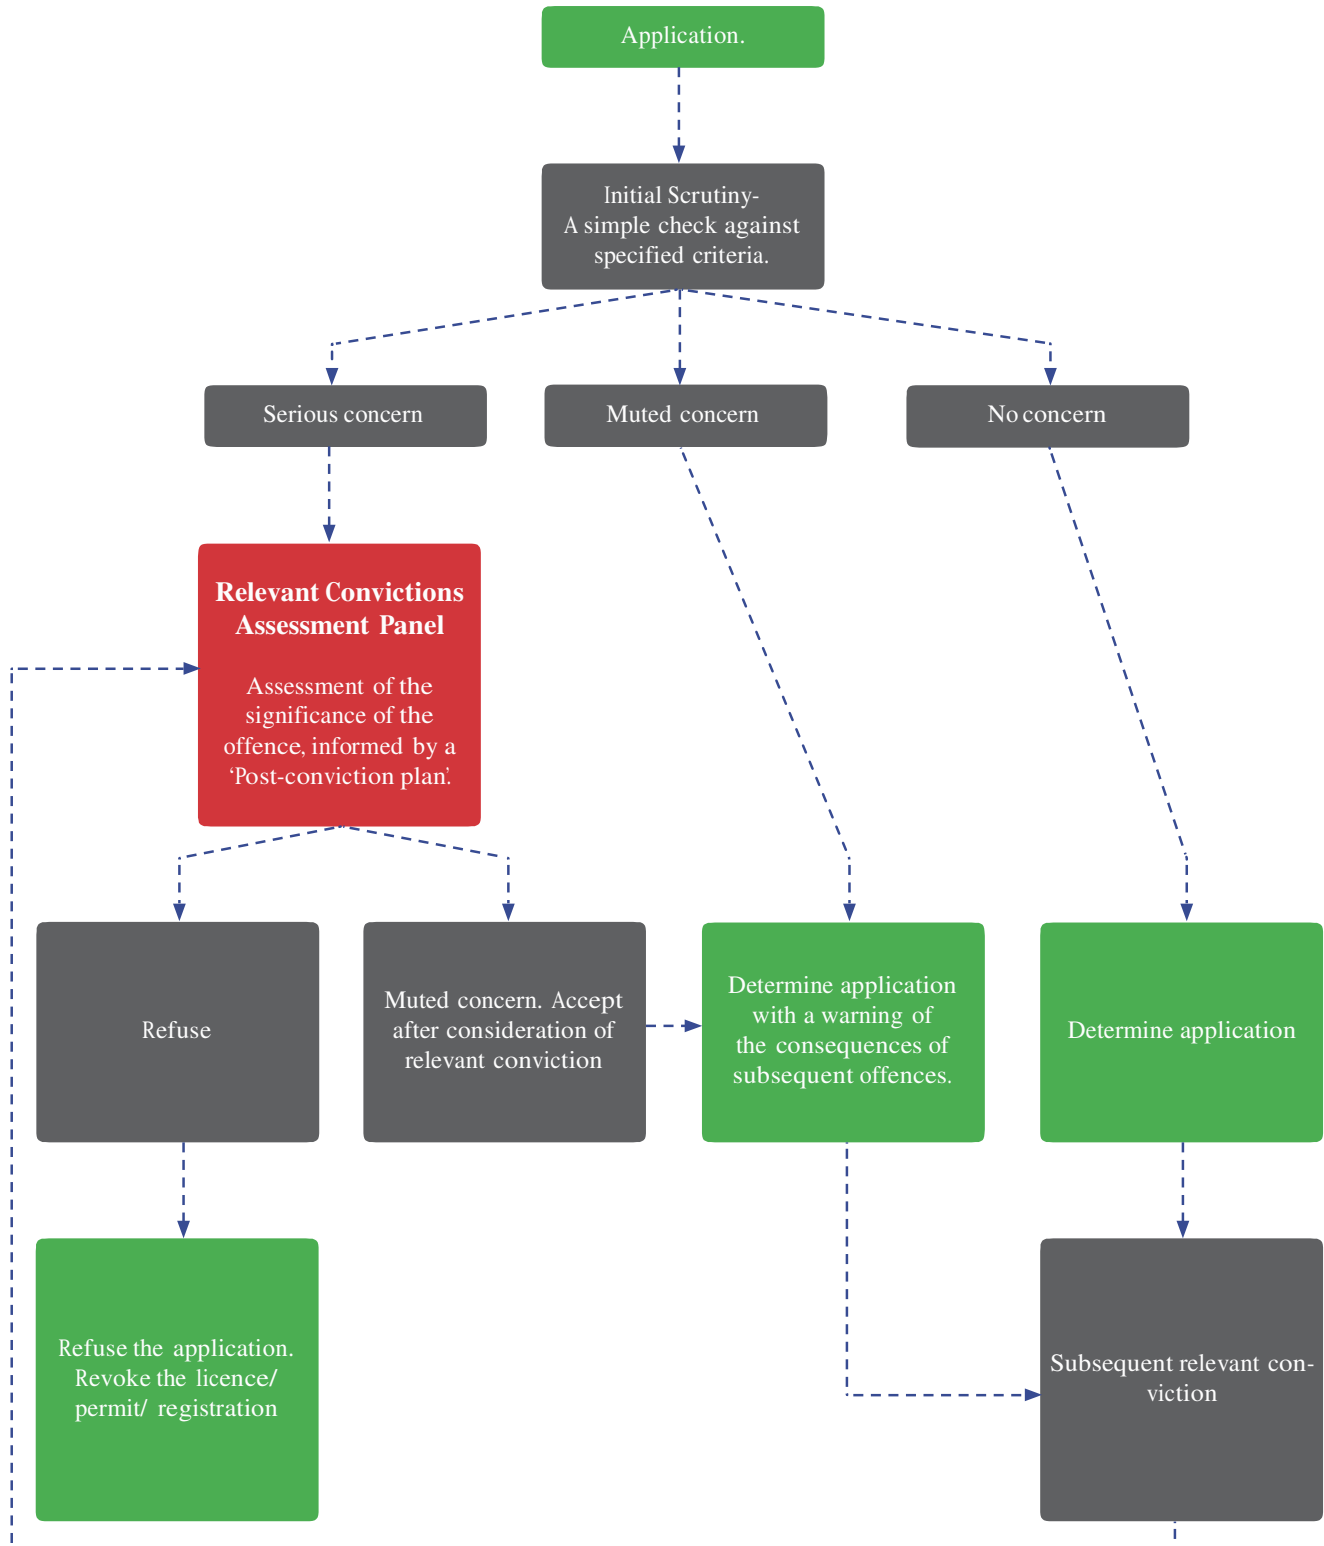 Application.
Initial Scrutiny-
A simple check against
specified criteria.
Serious concern
Muted concern
No concern
Relevant Convictions
Assessment Panel
Assessment of the
significance of the
offence, informed by a
‘Post-conviction plan’.
Refuse
Muted concern. Accept
after consideration of
relevant conviction
Determine application
with a warning of
the consequences of
subsequent offences.
Determine application
Refuse the application.
Revoke the licence/
permit/ registration
Subsequent relevant con-
viction